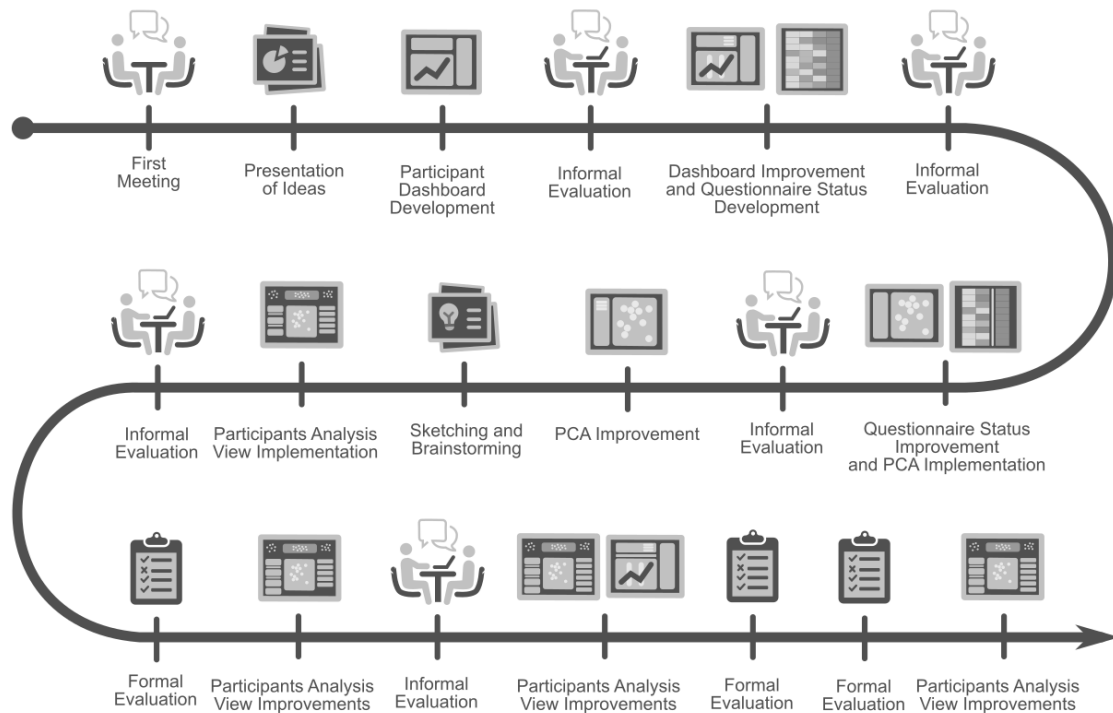 First
Meeting
Presentation
of Ideas
Participant
Dashboard
Development
Informal
Evaluation
Dashboard Improvement
and Questionnaire Status
Development
Informal
Evaluation
Informal
Evaluation
Participants Analysis
View Implementation
Sketching and
Brainstorming
PCA Improvement
Informal
Evaluation
Questionnaire Status
Improvement
and PCA Implementation
Formal
Evaluation
Participants Analysis
View Improvements
Informal
Evaluation
Participants Analysis
View Improvements
Formal
Evaluation
Formal
Evaluation
Participants Analysis
View Improvements